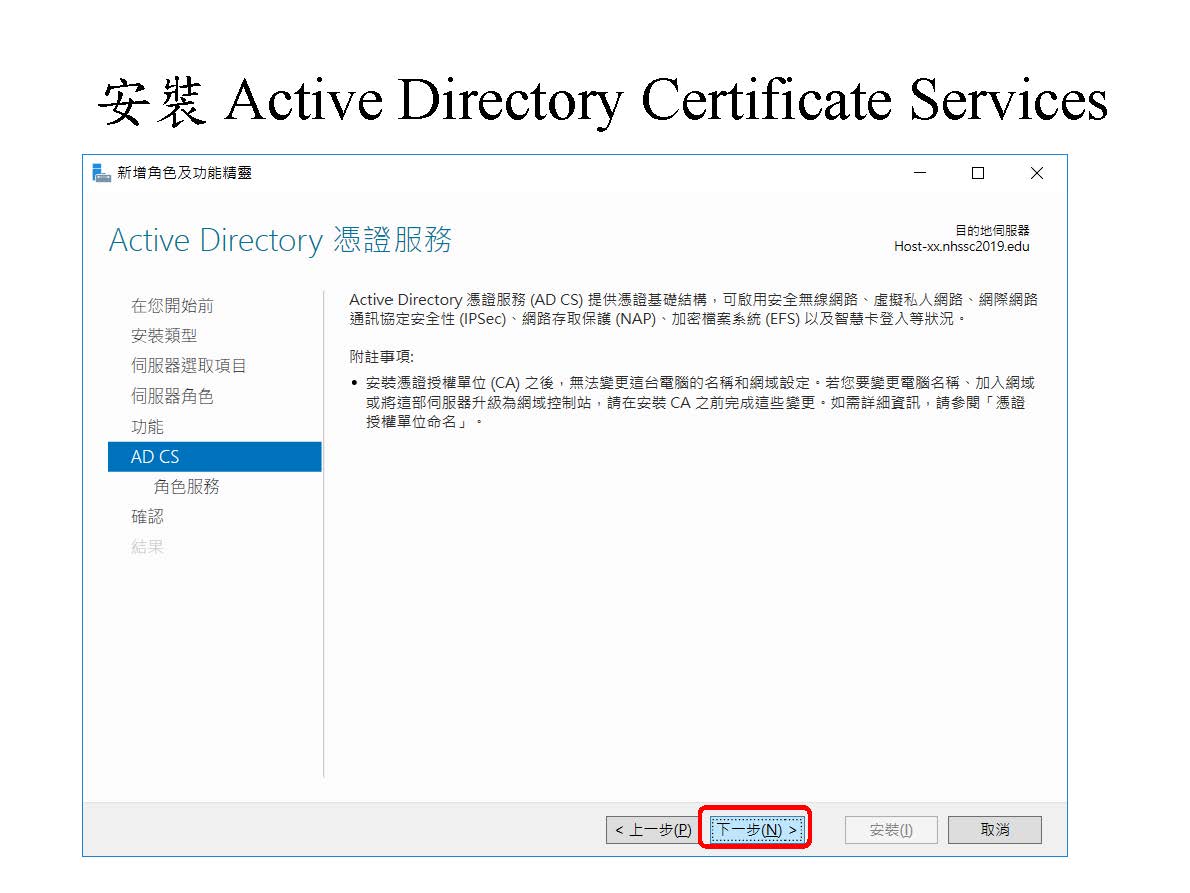 安裝 Active Directory Certificate Services
新增角色及功能精靈
Active Directory 憑證服務
目的地伺服器
Host-xx.nhssc2019.edu
在您開始前
安裝類型
伺服器選取項目
伺服器角色
功能
AD CS
角色服務
確認
結果
Active Directory 憑證服務 (AD CS) 提供憑證基礎結構，可啟用安全無線網路、虛擬私人網路、網際網路
通訊協定安全性 (IPSec)、網路存取保護 (NAP)、加密檔案系統 (EFS) 以及智慧卡登入等狀況。
附註事項:
• 安裝憑證授權單位 (CA) 之後，無法變更這台電腦的名稱和網域設定。若您要變更電腦名稱、加入網域
或將這部伺服器升級為網域控制站，請在安裝 CA 之前完成這些變更。如需詳細資訊，請參閱「憑證
授權單位命名」。
< 上一步(P)
下一步(N) >
安裝(I)
取消